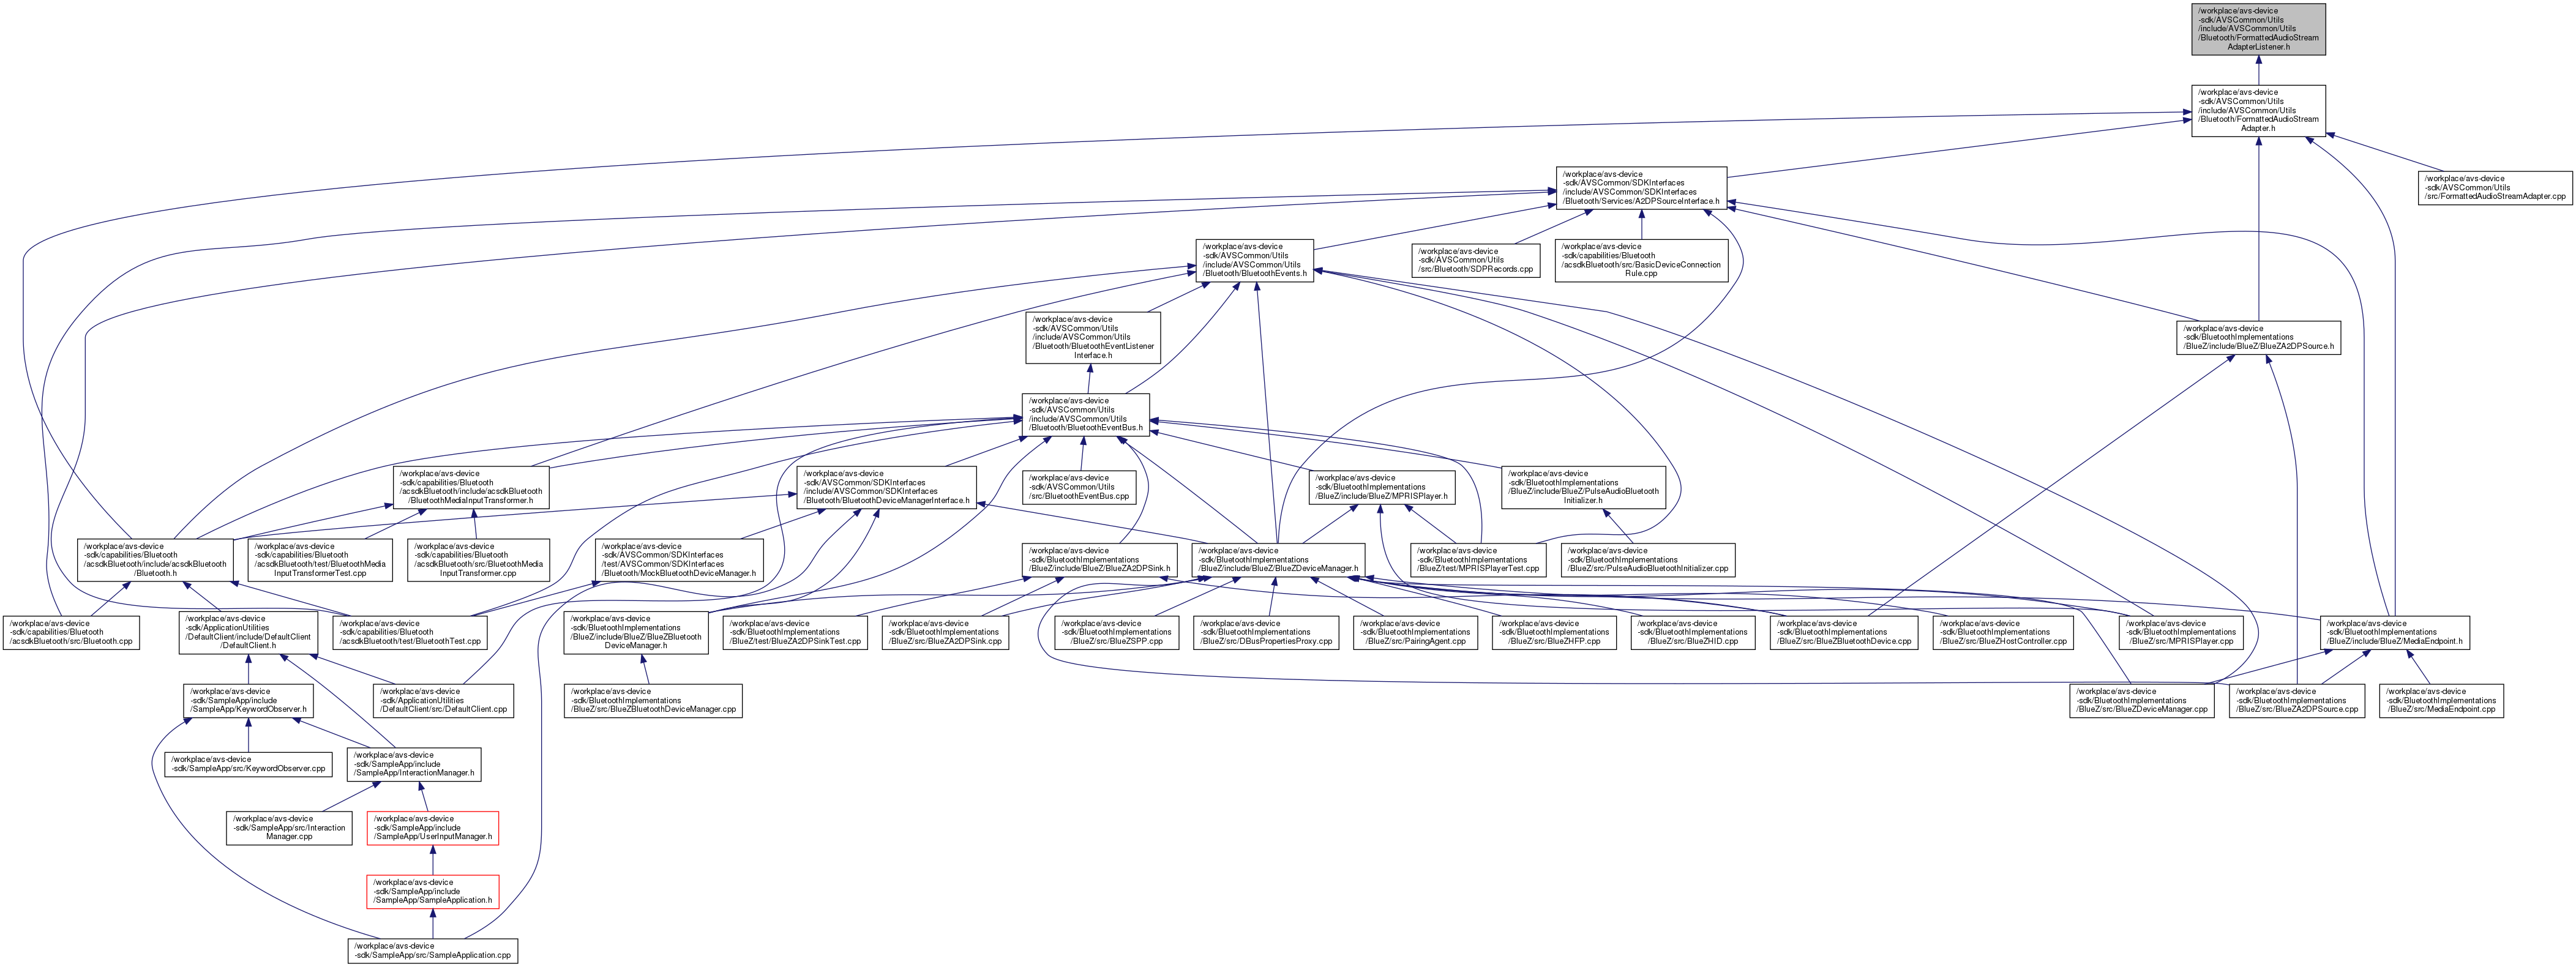 /workplace/avs-device
-sdk/AVSCommon/Utils
/include/AVSCommon/Utils
/Bluetooth/FormattedAudioStream
AdapterListener.h
/workplace/avs-device
-sdk/AVSCommon/Utils
/include/AVSCommon/Utils
/Bluetooth/FormattedAudioStream
Adapter.h
/workplace/avs-device
-sdk/AVSCommon/SDKInterfaces
/include/AVSCommon/SDKInterfaces
/Bluetooth/Services/A2DPSourceInterface.h
/workplace/avs-device
-sdk/AVSCommon/Utils
/src/FormattedAudioStreamAdapter.cpp
/workplace/avs-device
-sdk/AVSCommon/Utils
/include/AVSCommon/Utils
/Bluetooth/BluetoothEvents.h
/workplace/avs-device
-sdk/AVSCommon/Utils
/src/Bluetooth/SDPRecords.cpp
/workplace/avs-device
-sdk/capabilities/Bluetooth
/acsdkBluetooth/src/BasicDeviceConnection
Rule.cpp
/workplace/avs-device
-sdk/AVSCommon/Utils
/include/AVSCommon/Utils
/Bluetooth/BluetoothEventListener
Interface.h
/workplace/avs-device
-sdk/BluetoothImplementations
/BlueZ/include/BlueZ/BlueZA2DPSource.h
/workplace/avs-device
-sdk/AVSCommon/Utils
/include/AVSCommon/Utils
/Bluetooth/BluetoothEventBus.h
/workplace/avs-device
-sdk/capabilities/Bluetooth
/acsdkBluetooth/include/acsdkBluetooth
/BluetoothMediaInputTransformer.h
/workplace/avs-device
-sdk/AVSCommon/SDKInterfaces
/include/AVSCommon/SDKInterfaces
/Bluetooth/BluetoothDeviceManagerInterface.h
/workplace/avs-device
-sdk/AVSCommon/Utils
/src/BluetoothEventBus.cpp
/workplace/avs-device
-sdk/BluetoothImplementations
/BlueZ/include/BlueZ/MPRISPlayer.h
/workplace/avs-device
-sdk/BluetoothImplementations
/BlueZ/include/BlueZ/PulseAudioBluetooth
Initializer.h
/workplace/avs-device
-sdk/capabilities/Bluetooth
/acsdkBluetooth/include/acsdkBluetooth
/Bluetooth.h
/workplace/avs-device
-sdk/capabilities/Bluetooth
/acsdkBluetooth/test/BluetoothMedia
InputTransformerTest.cpp
/workplace/avs-device
-sdk/capabilities/Bluetooth
/acsdkBluetooth/src/BluetoothMedia
InputTransformer.cpp
/workplace/avs-device
-sdk/AVSCommon/SDKInterfaces
/test/AVSCommon/SDKInterfaces
/Bluetooth/MockBluetoothDeviceManager.h
/workplace/avs-device
-sdk/BluetoothImplementations
/BlueZ/include/BlueZ/BlueZA2DPSink.h
/workplace/avs-device
-sdk/BluetoothImplementations
/BlueZ/include/BlueZ/BlueZDeviceManager.h
/workplace/avs-device
-sdk/BluetoothImplementations
/BlueZ/test/MPRISPlayerTest.cpp
/workplace/avs-device
-sdk/BluetoothImplementations
/BlueZ/src/PulseAudioBluetoothInitializer.cpp
/workplace/avs-device
-sdk/capabilities/Bluetooth
/acsdkBluetooth/src/Bluetooth.cpp
/workplace/avs-device
-sdk/ApplicationUtilities
/DefaultClient/include/DefaultClient
/DefaultClient.h
/workplace/avs-device
-sdk/capabilities/Bluetooth
/acsdkBluetooth/test/BluetoothTest.cpp
/workplace/avs-device
-sdk/BluetoothImplementations
/BlueZ/include/BlueZ/BlueZBluetooth
DeviceManager.h
/workplace/avs-device
-sdk/BluetoothImplementations
/BlueZ/test/BlueZA2DPSinkTest.cpp
/workplace/avs-device
-sdk/BluetoothImplementations
/BlueZ/src/BlueZA2DPSink.cpp
/workplace/avs-device
-sdk/BluetoothImplementations
/BlueZ/src/BlueZSPP.cpp
/workplace/avs-device
-sdk/BluetoothImplementations
/BlueZ/src/DBusPropertiesProxy.cpp
/workplace/avs-device
-sdk/BluetoothImplementations
/BlueZ/src/PairingAgent.cpp
/workplace/avs-device
-sdk/BluetoothImplementations
/BlueZ/src/BlueZHFP.cpp
/workplace/avs-device
-sdk/BluetoothImplementations
/BlueZ/src/BlueZHID.cpp
/workplace/avs-device
-sdk/BluetoothImplementations
/BlueZ/src/BlueZBluetoothDevice.cpp
/workplace/avs-device
-sdk/BluetoothImplementations
/BlueZ/src/BlueZHostController.cpp
/workplace/avs-device
-sdk/BluetoothImplementations
/BlueZ/src/MPRISPlayer.cpp
/workplace/avs-device
-sdk/BluetoothImplementations
/BlueZ/include/BlueZ/MediaEndpoint.h
/workplace/avs-device
-sdk/SampleApp/include
/SampleApp/KeywordObserver.h
/workplace/avs-device
-sdk/ApplicationUtilities
/DefaultClient/src/DefaultClient.cpp
/workplace/avs-device
-sdk/BluetoothImplementations
/BlueZ/src/BlueZBluetoothDeviceManager.cpp
/workplace/avs-device
-sdk/BluetoothImplementations
/BlueZ/src/BlueZDeviceManager.cpp
/workplace/avs-device
-sdk/BluetoothImplementations
/BlueZ/src/BlueZA2DPSource.cpp
/workplace/avs-device
-sdk/BluetoothImplementations
/BlueZ/src/MediaEndpoint.cpp
/workplace/avs-device
-sdk/SampleApp/src/KeywordObserver.cpp
/workplace/avs-device
-sdk/SampleApp/include
/SampleApp/InteractionManager.h
/workplace/avs-device
-sdk/SampleApp/src/Interaction
Manager.cpp
/workplace/avs-device
-sdk/SampleApp/include
/SampleApp/UserInputManager.h
/workplace/avs-device
-sdk/SampleApp/include
/SampleApp/SampleApplication.h
/workplace/avs-device
-sdk/SampleApp/src/SampleApplication.cpp